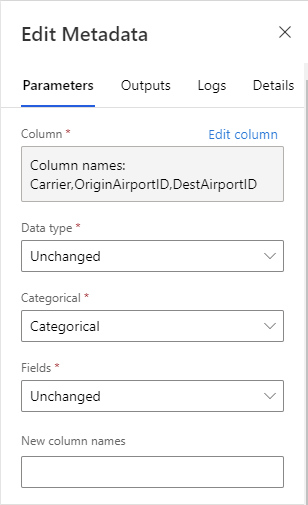 Edit Metadata
Parameters Outputs Logs Details
Column * Edit column
Column names:
Carrier,OriginAirportID,DestAirportID
Data type *
Unchanged
Categorical *
Categorical
Fields *
Unchanged
New column names